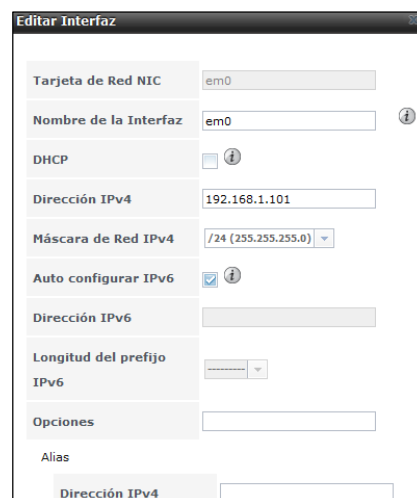 Editar Interfaz
Tarjeta de Red NIC em0
Nombre de la Interfaz em0
DHCP
Dirección IPv4 192.168.1.101
Máscara de Red IPv4 /24 (255.255.255.0)
Auto configurar IPv6
Dirección IPv6
Longitud del prefijo
IPv6 ---------
Opciones
Alias
Dirección IPv4